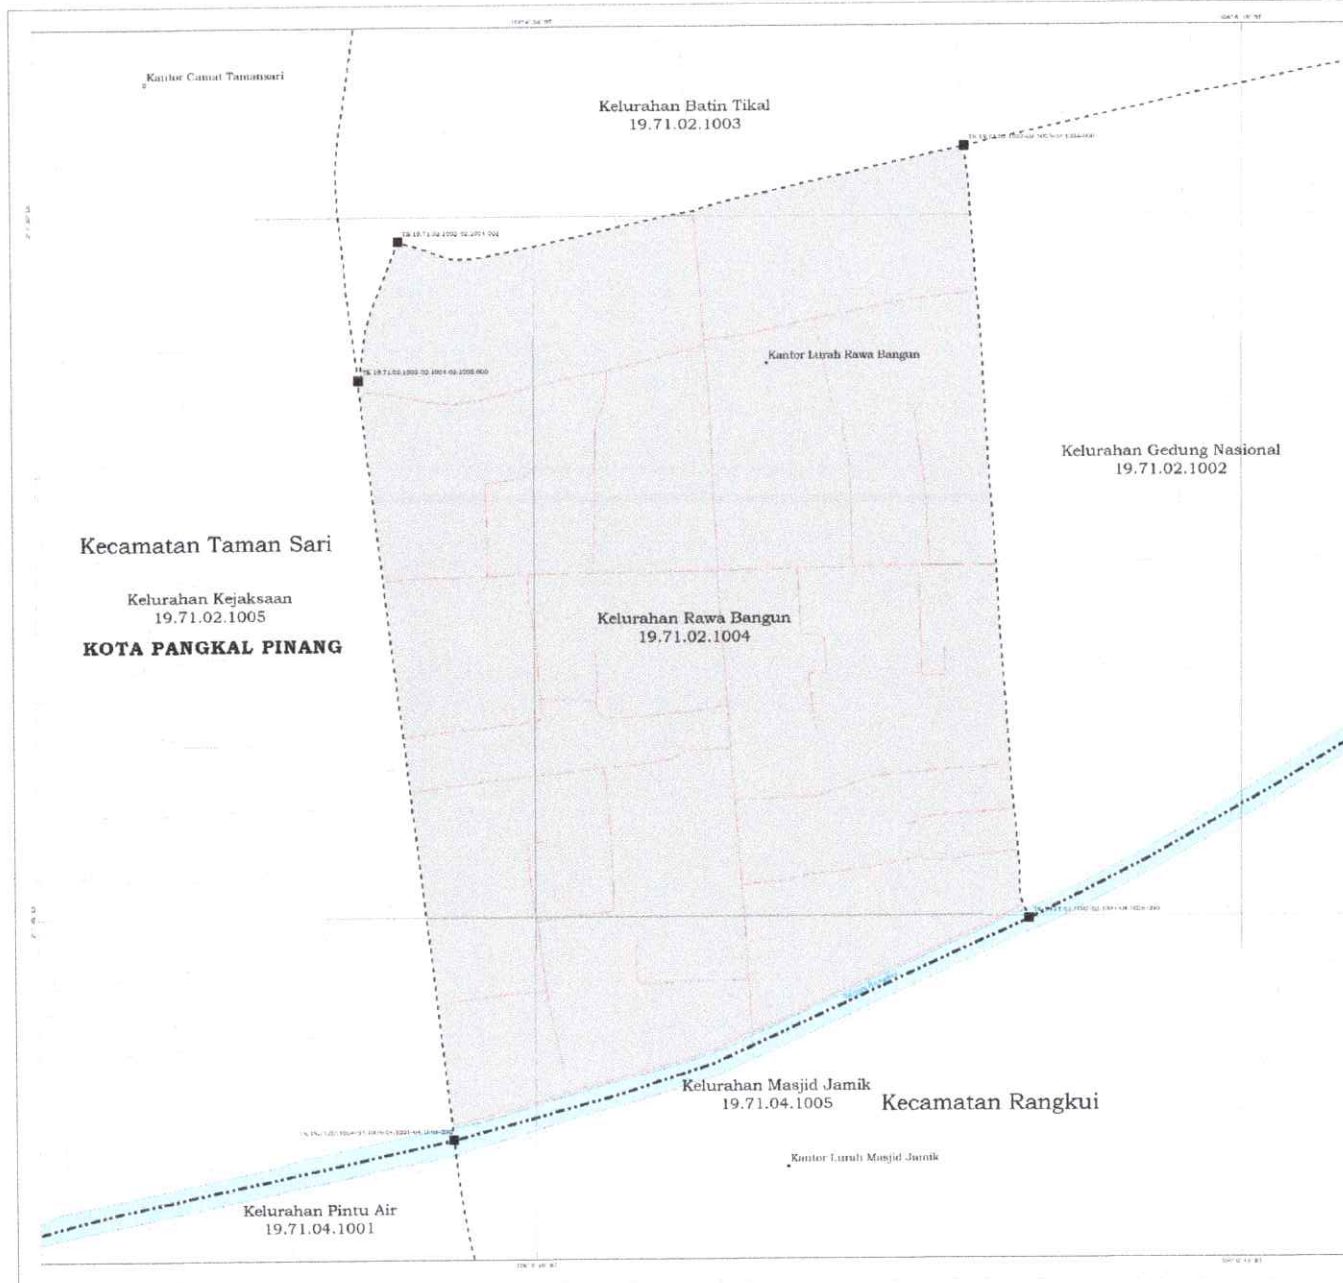 Kantor Camat Tamansari
Kelurahan Batin Tikal
19.71.02.1003
Kantor Lurah Rawa Bangun
Kelurahan Gedung Nasional
19.71.02.1002
Kecamatan Taman Sari
Kelurahan Kejaksaan
19.71.02.1005
KOTA PANGKAL PINANG
Kelurahan Rawa Bangun
19.71.02.1004
Kelurahan Masjid Jamik
19.71.04.1005
Kecamatan Rangkui
Kantor Lurah Masjid Jamik
Kelurahan Pintu Air
19.71.04.1001